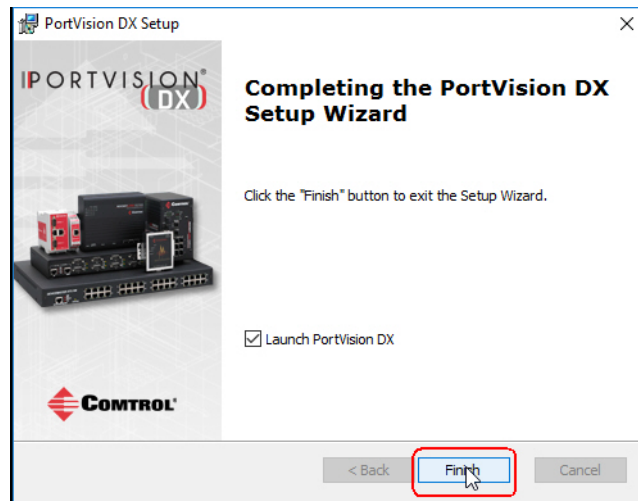 PortVision DX Setup
PORTVISION®
(DX)
Completing the PortVision DX
Setup Wizard
Click the "Finish" button to exit the Setup Wizard.
Launch PortVision DX
COMTROL®
< Back
Finish
Cancel